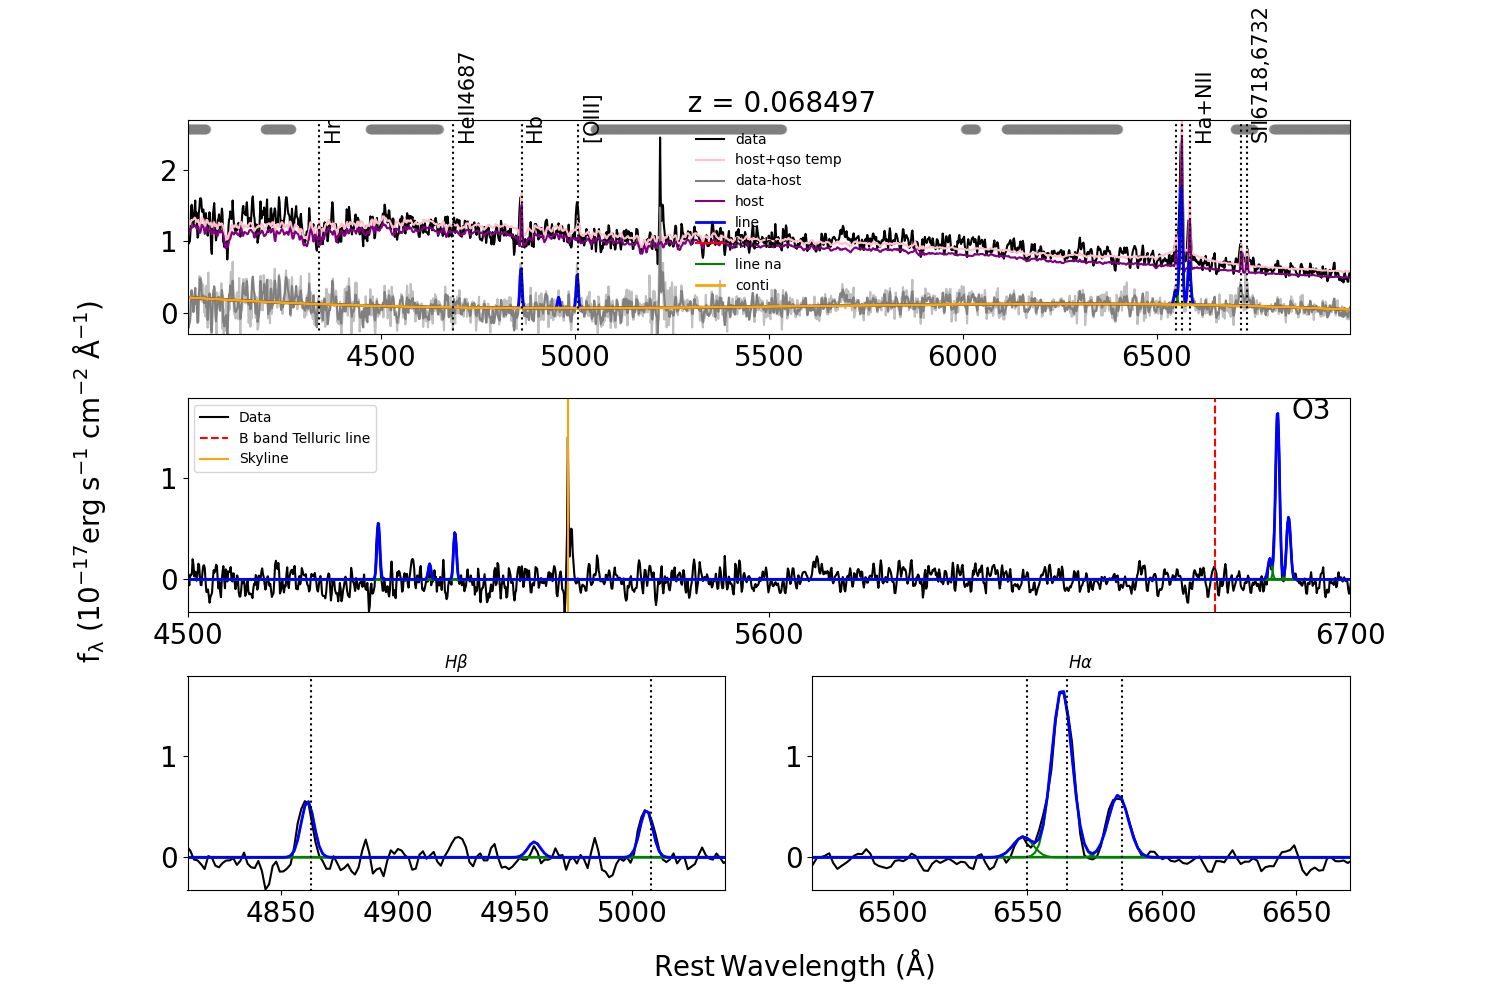 z = 0.068497
Hr
HeII4687
Hb
[OIII]
Ha+NII
SII6718,6732
data
host+qso temp
data-host
host
line
line na
conti
2
1
0
4500
5000
5500
6000
6500
Data
B band Telluric line
Skyline
O3
1
0
4500
5600
6700
fλ (10−17erg s−1 cm−2 Å−1)
Hβ
1
0
4850
4900
4950
5000
Hα
1
0
6500
6550
6600
6650
Rest Wavelength (Å)